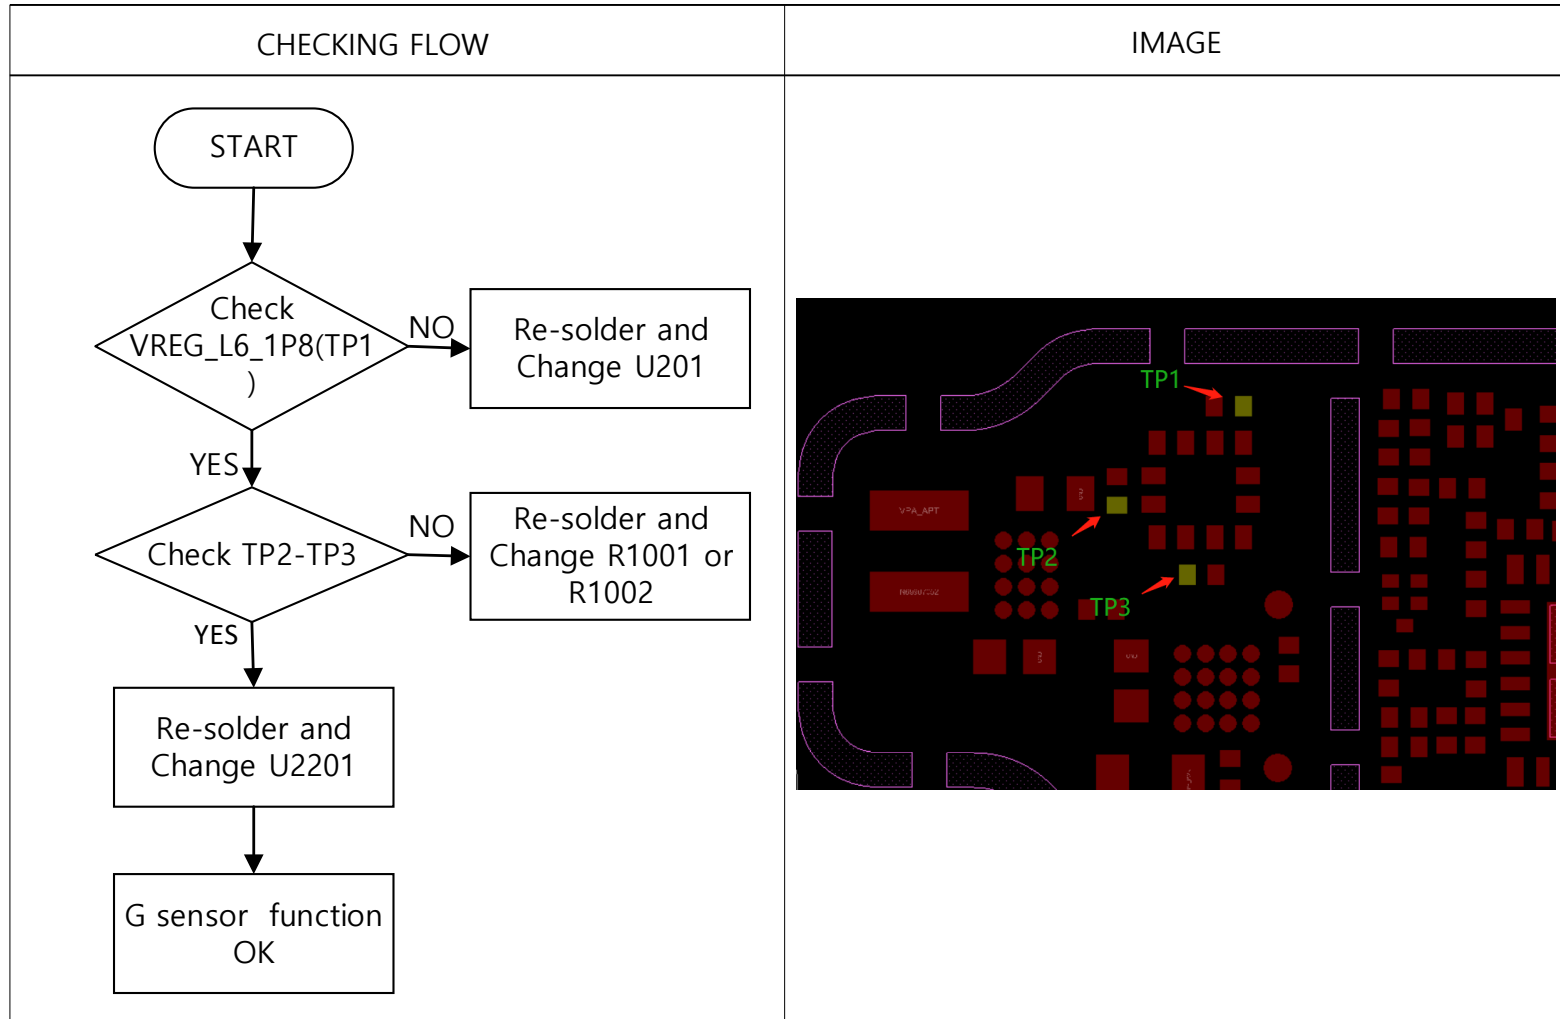 CHECKING FLOW
IMAGE
START
Check
VREG_L6_1P8(TP1
)
NO
Re-solder and
Change U201
YES
Check TP2-TP3
NO
Re-solder and
Change R1001 or
R1002
YES
Re-solder and
Change U2201
G sensor function
OK
TP1
VPA_APT
TP2
TP3